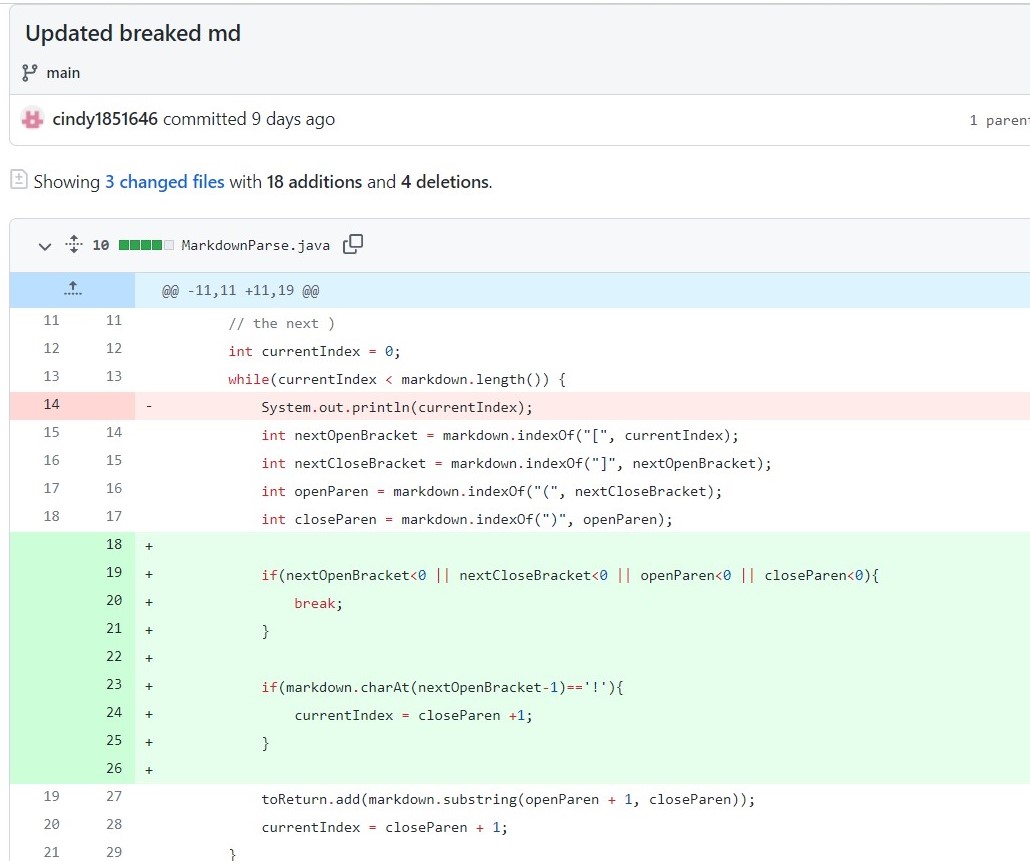 Updated breaked md
main
cindy1851646 committed 9 days ago 1 paren
Showing 3 changed files with 18 additions and 4 deletions.
10 MarkdownParse.java
@@ -11,11 +11,19 @@
11 11 // the next )
12 12 int currentIndex = 0;
13 13 while(currentIndex < markdown.length()) {
14 - System.out.println(currentIndex);
15 14 int nextOpenBracket = markdown.indexOf("[", currentIndex);
16 15 int nextCloseBracket = markdown.indexOf("]", nextOpenBracket);
17 16 int openParen = markdown.indexOf("(", nextCloseBracket);
18 17 int closeParen = markdown.indexOf(")", openParen);
18 +
19 + if(nextOpenBracket<0 || nextCloseBracket<0 || openParen<0 || closeParen<0){
20 + break;
21 + }
22 +
23 + if(markdown.charAt(nextOpenBracket-1)=='!'){
24 + currentIndex = closeParen +1;
25 + }
26 +
19 27 toReturn.add(markdown.substring(openParen + 1, closeParen));
20 28 currentIndex = closeParen + 1;
21 29 }